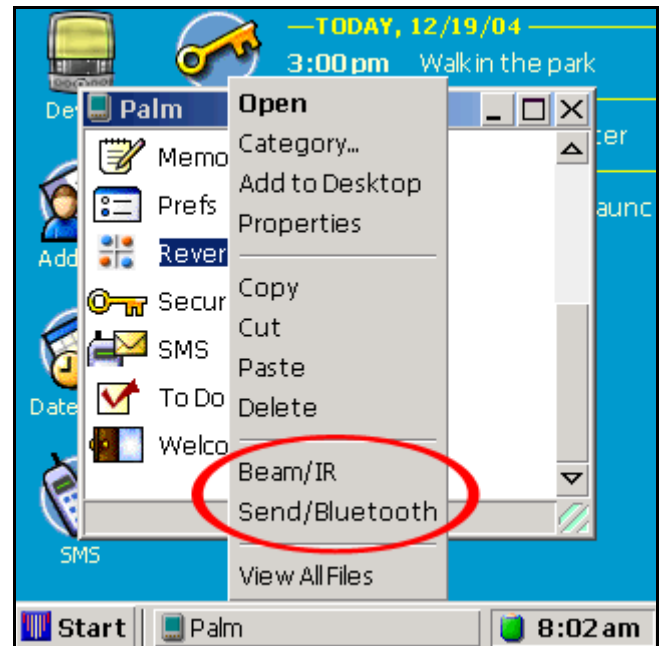 TODAY, 12/19/04
3:00 pm Walk in the park
Palm
Memo
Prefs
Rever
Secur
SMS
To Do
Welco
Open
Category...
Add to Desktop
Properties
Copy
Cut
Paste
Delete
Beam/IR
Send/Bluetooth
View All Files
Add
Date
SMS
Start
Palm
8:02 am